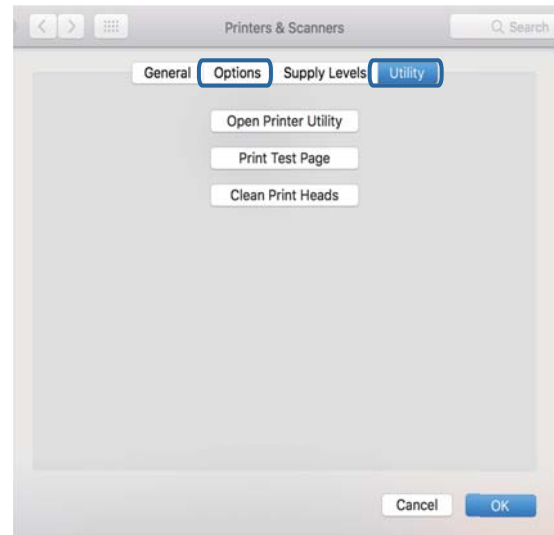 Printers & Scanners
Search
General Options Supply Levels Utility
Open Printer Utility
Print Test Page
Clean Print Heads
Cancel OK